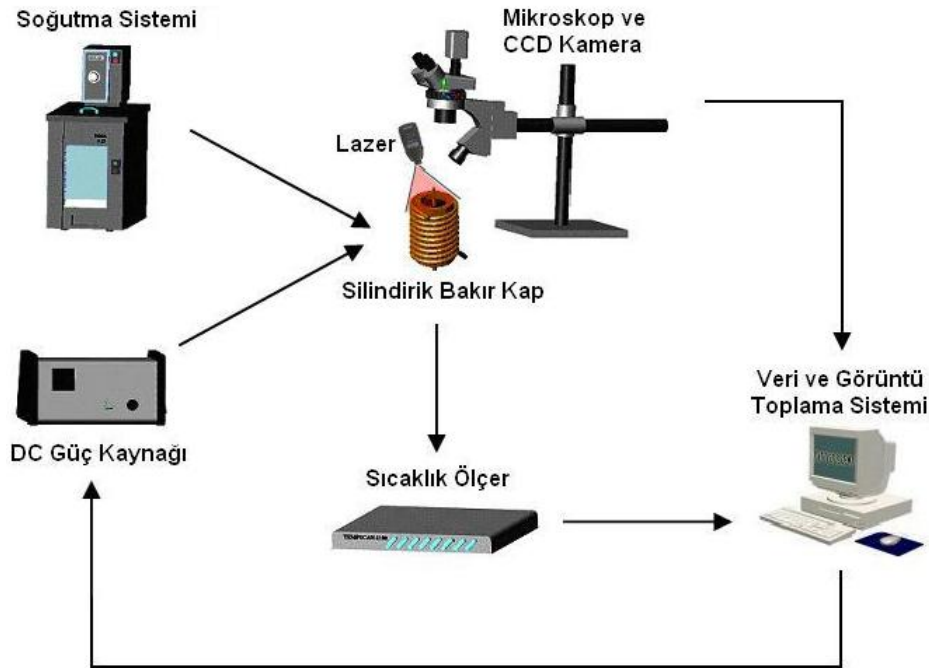 Soğutma Sistemi
Mikroskop ve
CCD Kamera
Lazer
Silindirik Bakır Kap
DC Güç Kaynağı
Sıcaklık Ölçer
Veri ve Görüntü
Toplama Sistemi